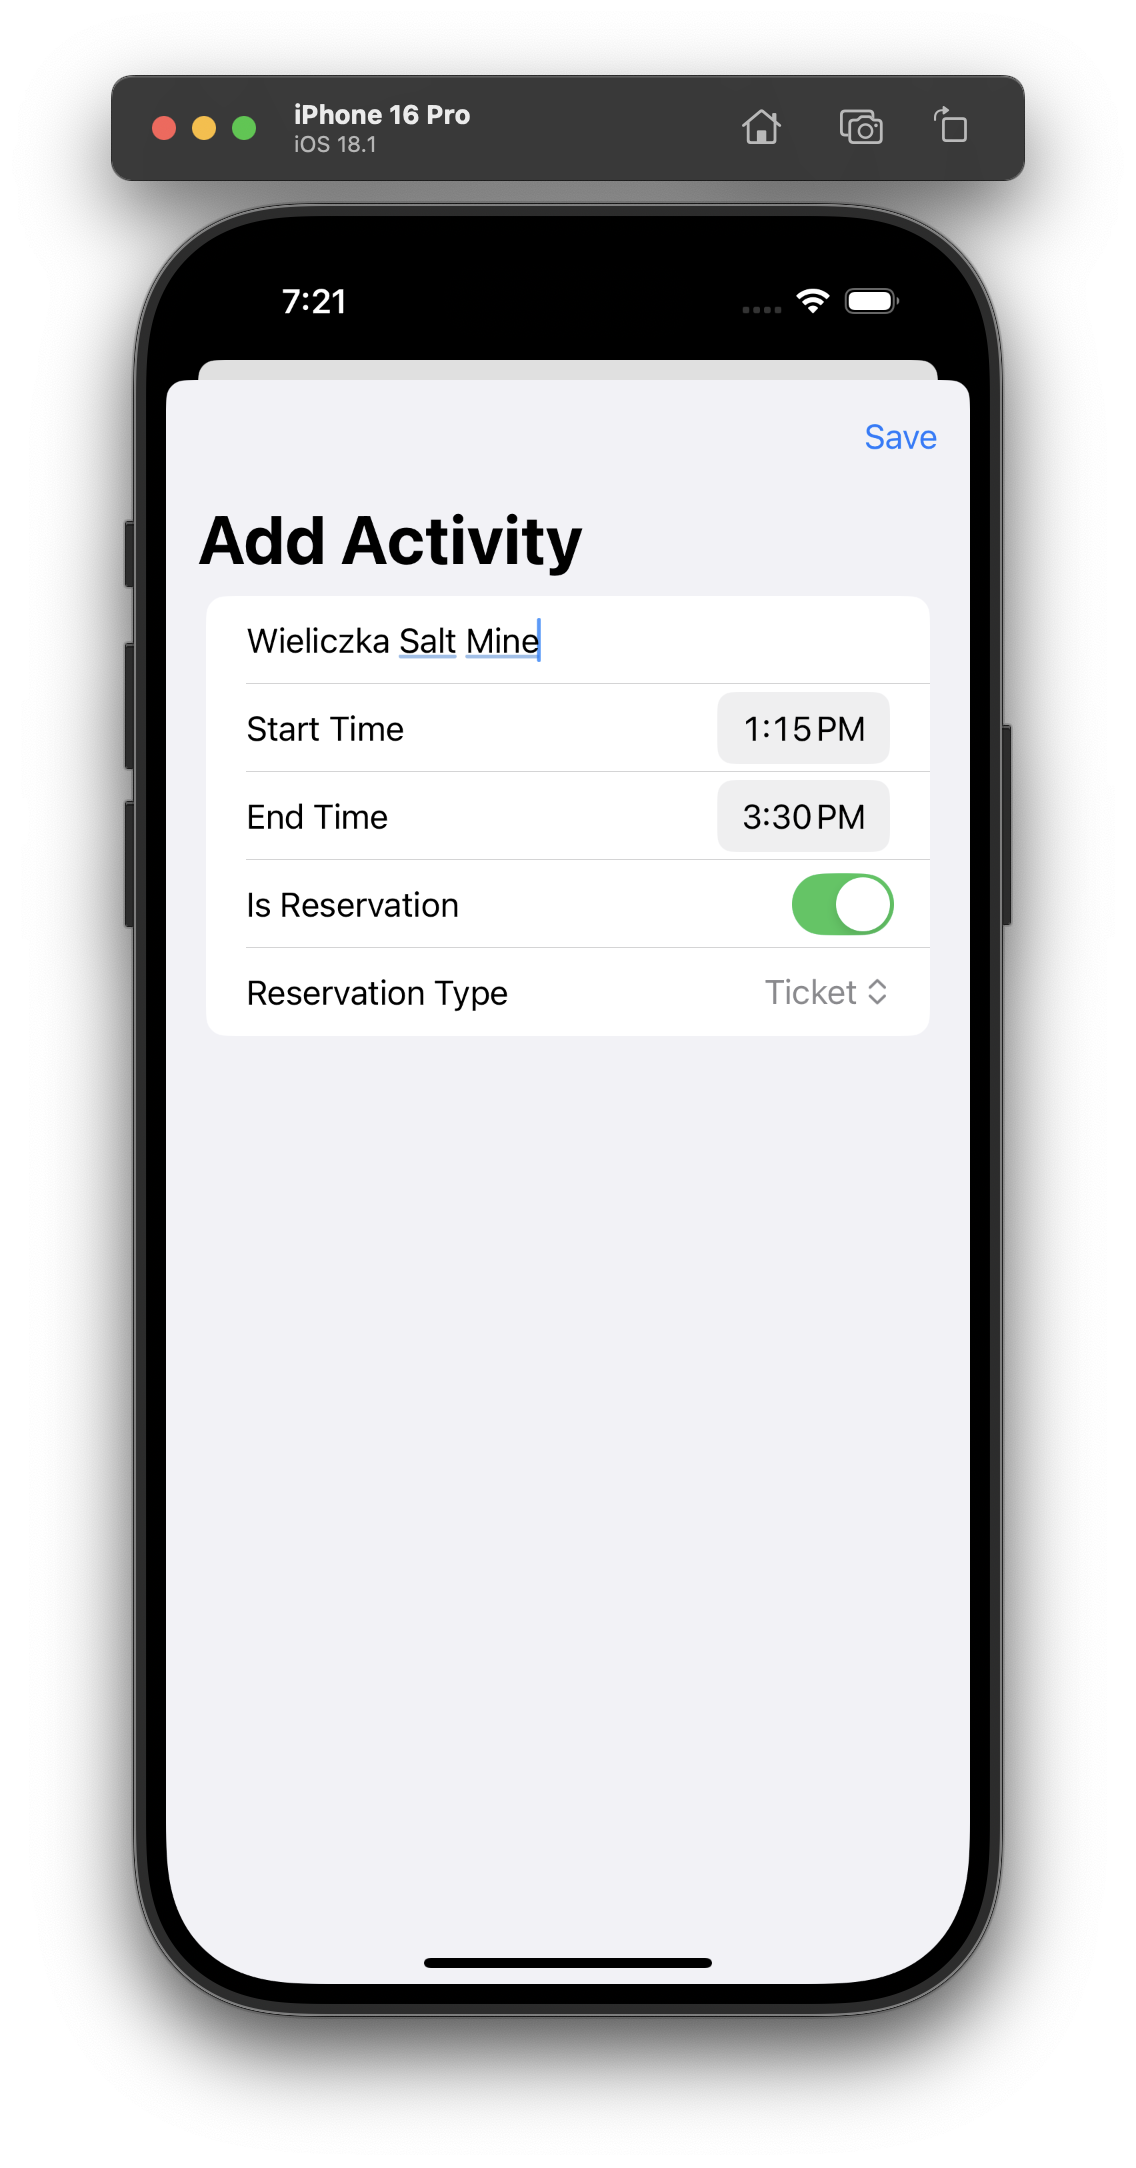 iPhone 16 Pro
iOS 18.1
7:21
Save
Add Activity
Wieliczka Salt Mine
Start Time 1:15 PM
End Time 3:30 PM
Is Reservation
Reservation Type Ticket